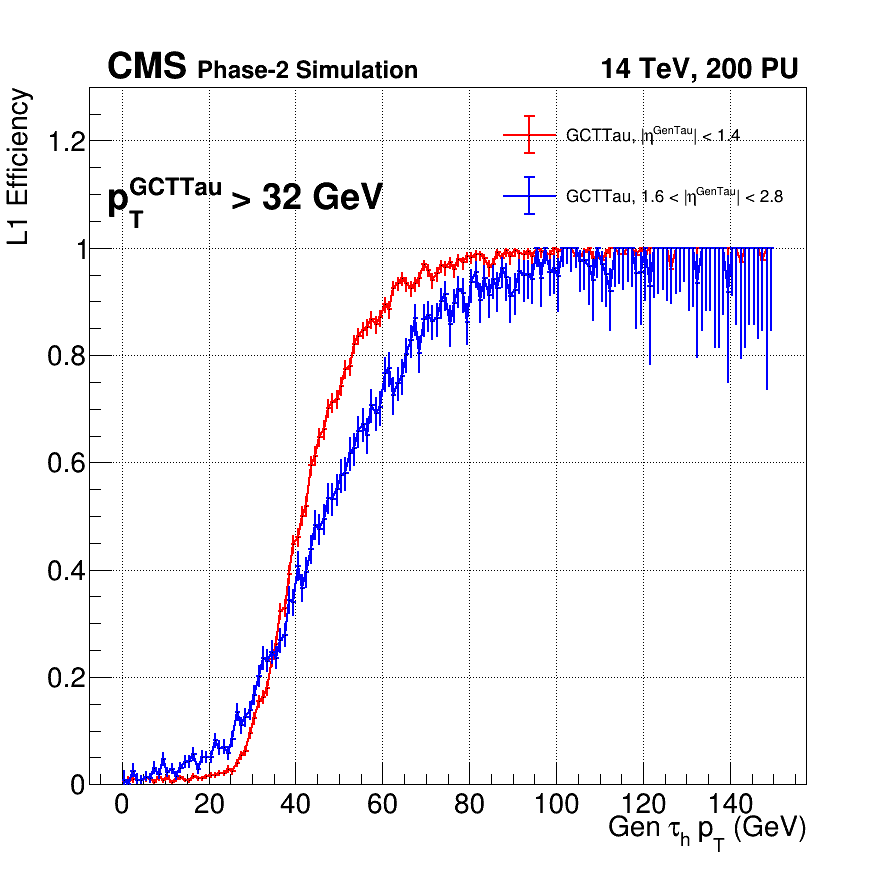 CMS Phase-2 Simulation 14 TeV, 200 PU
L1 Efficiency
GCTTau, |η^GenTau| < 1.4
GCTTau, 1.6 < |η^GenTau| < 2.8
p_T^GCTTau > 32 GeV
1.2
1
0.8
0.6
0.4
0.2
0
0 20 40 60 80 100 120 140
Gen τ_h p_T (GeV)